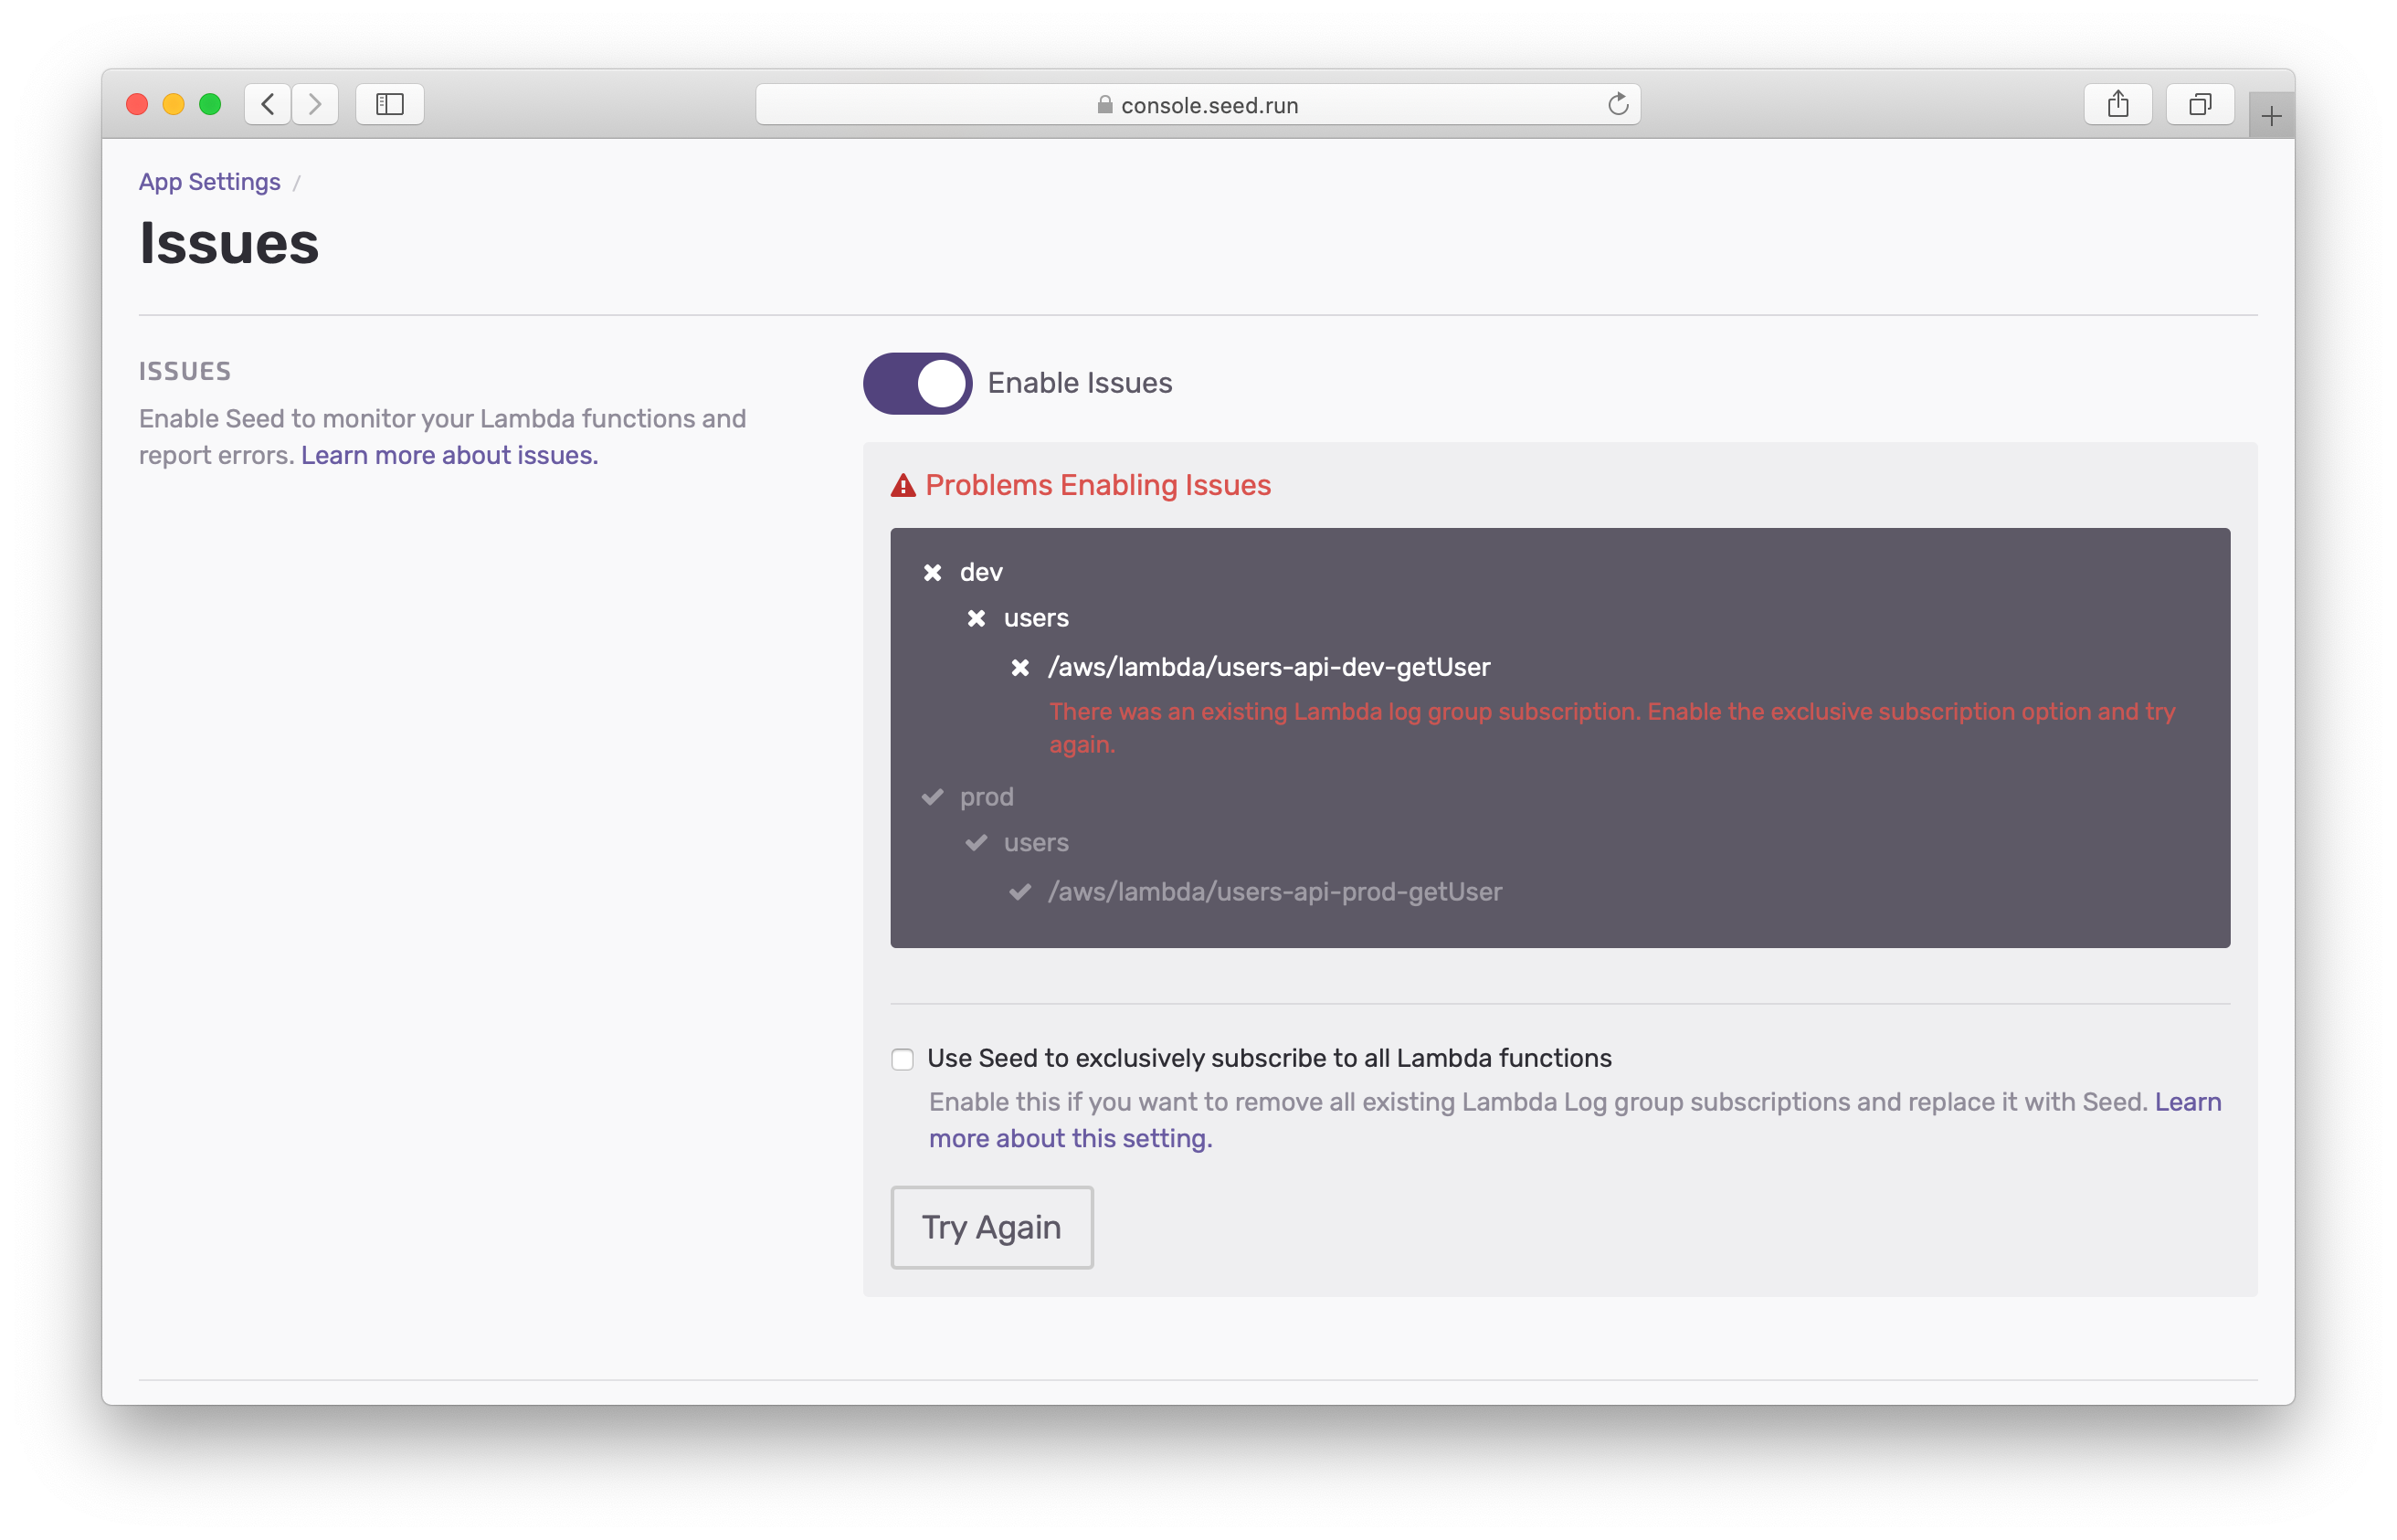 console.seed.run
App Settings /
Issues
ISSUES
Enable Seed to monitor your Lambda functions and
report errors. Learn more about issues.
Enable Issues
Problems Enabling Issues
dev
users
/aws/lambda/users-api-dev-getUser
There was an existing Lambda log group subscription. Enable the exclusive subscription option and try
again.
prod
users
/aws/lambda/users-api-prod-getUser
Use Seed to exclusively subscribe to all Lambda functions
Enable this if you want to remove all existing Lambda Log group subscriptions and replace it with Seed. Learn
more about this setting.
Try Again